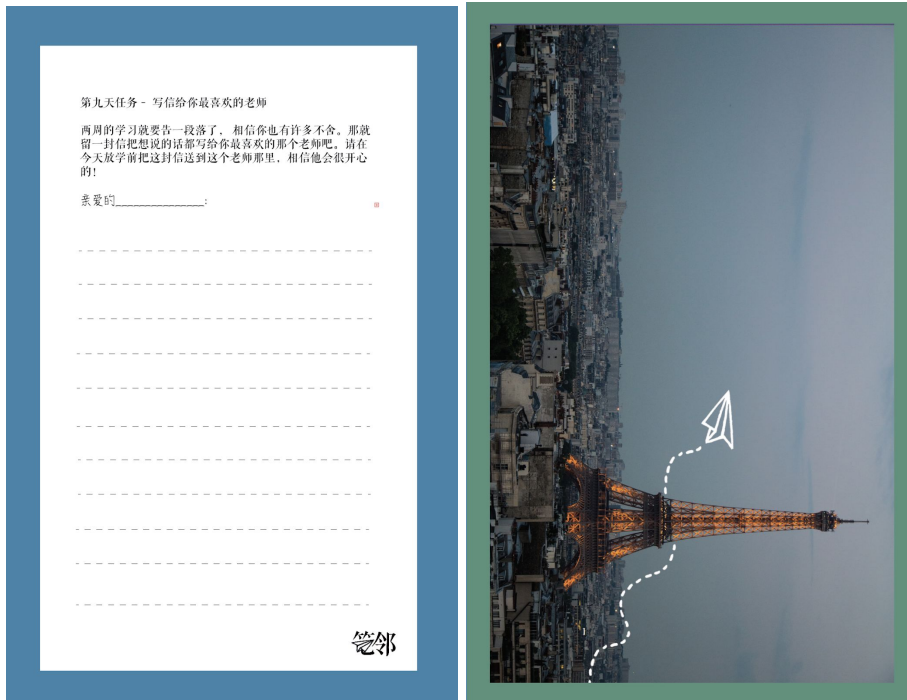 第九天任务 - 写信给你最喜欢的老师
两周的学习就要告一段落了，相信你也有许多不舍。那就
留一封信把想说的话都写给你最喜欢的那个老师吧。请在
今天放学前把这封信送到这个老师那里，相信他会很开心
的！
亲爱的_______________:
笔邻